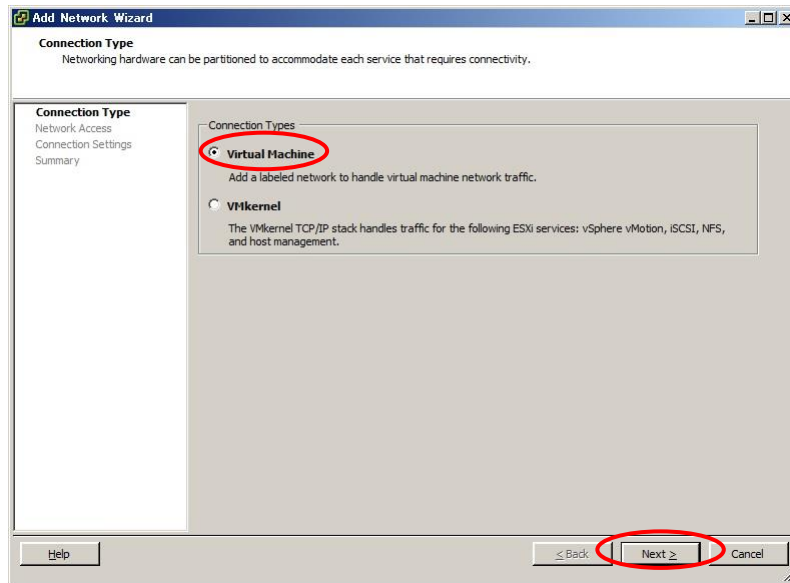 Add Network Wizard
Connection Type
Networking hardware can be partitioned to accommodate each service that requires connectivity.
Connection Type
Network Access
Connection Settings
Summary
Connection Types
Virtual Machine
Add a labeled network to handle virtual machine network traffic.
VMkernel
The VMkernel TCP/IP stack handles traffic for the following ESXi services: vSphere vMotion, iSCSI, NFS,
and host management.
Help
≤ Back
Next ≥
Cancel